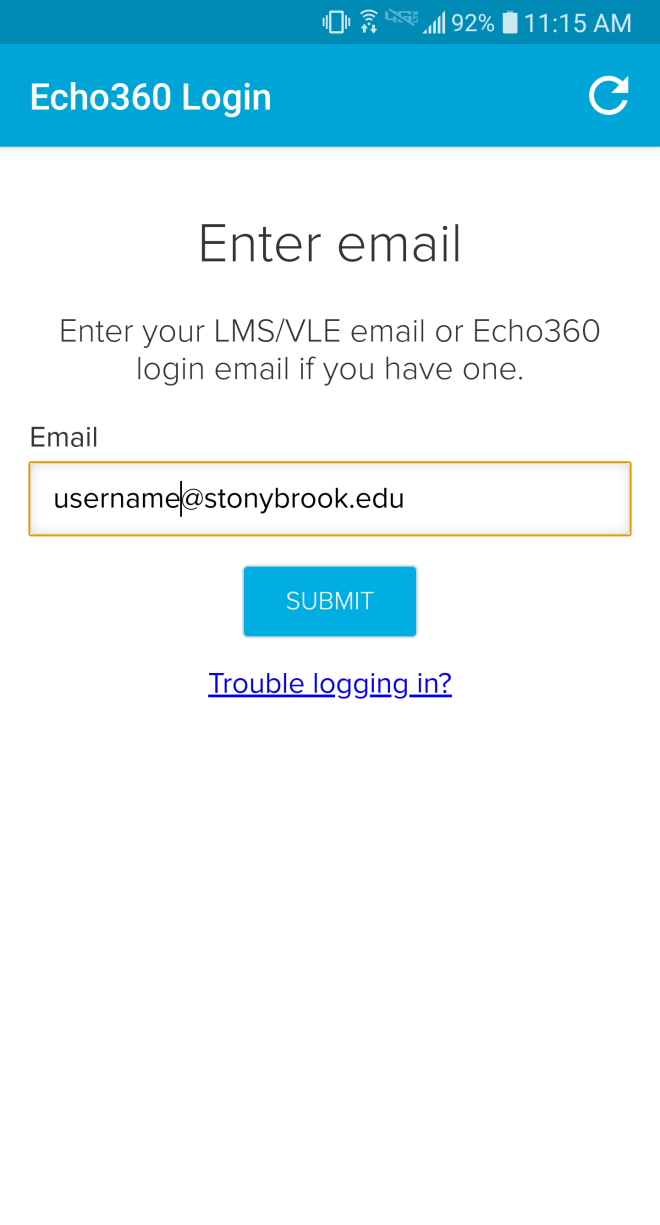 92% 11:15 AM
Echo360 Login
Enter email
Enter your LMS/VLE email or Echo360
login email if you have one.
Email
username@stonybrook.edu
SUBMIT
Trouble logging in?